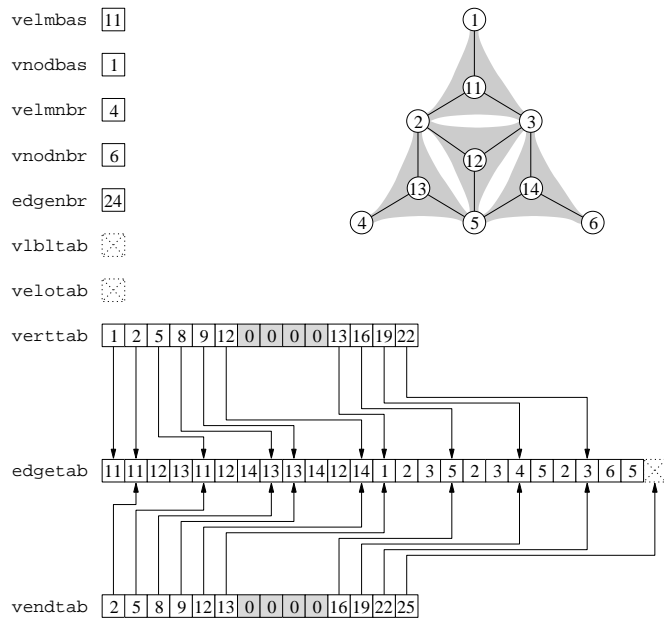 velmbas 11
vnodbas 1
velmnbr 4
vnodnbr 6
edgenbr 24
vlbltab
velotab
1
11
2 3
12
13 14
4 5 6
verttab 1 2 5 8 9 12 0 0 0 0 13 16 19 22
edgetab 11 11 12 13 11 12 14 13 13 14 12 14 1 2 3 5 2 3 4 5 2 3 6 5
vendtab 2 5 8 9 12 13 0 0 0 0 16 19 22 25